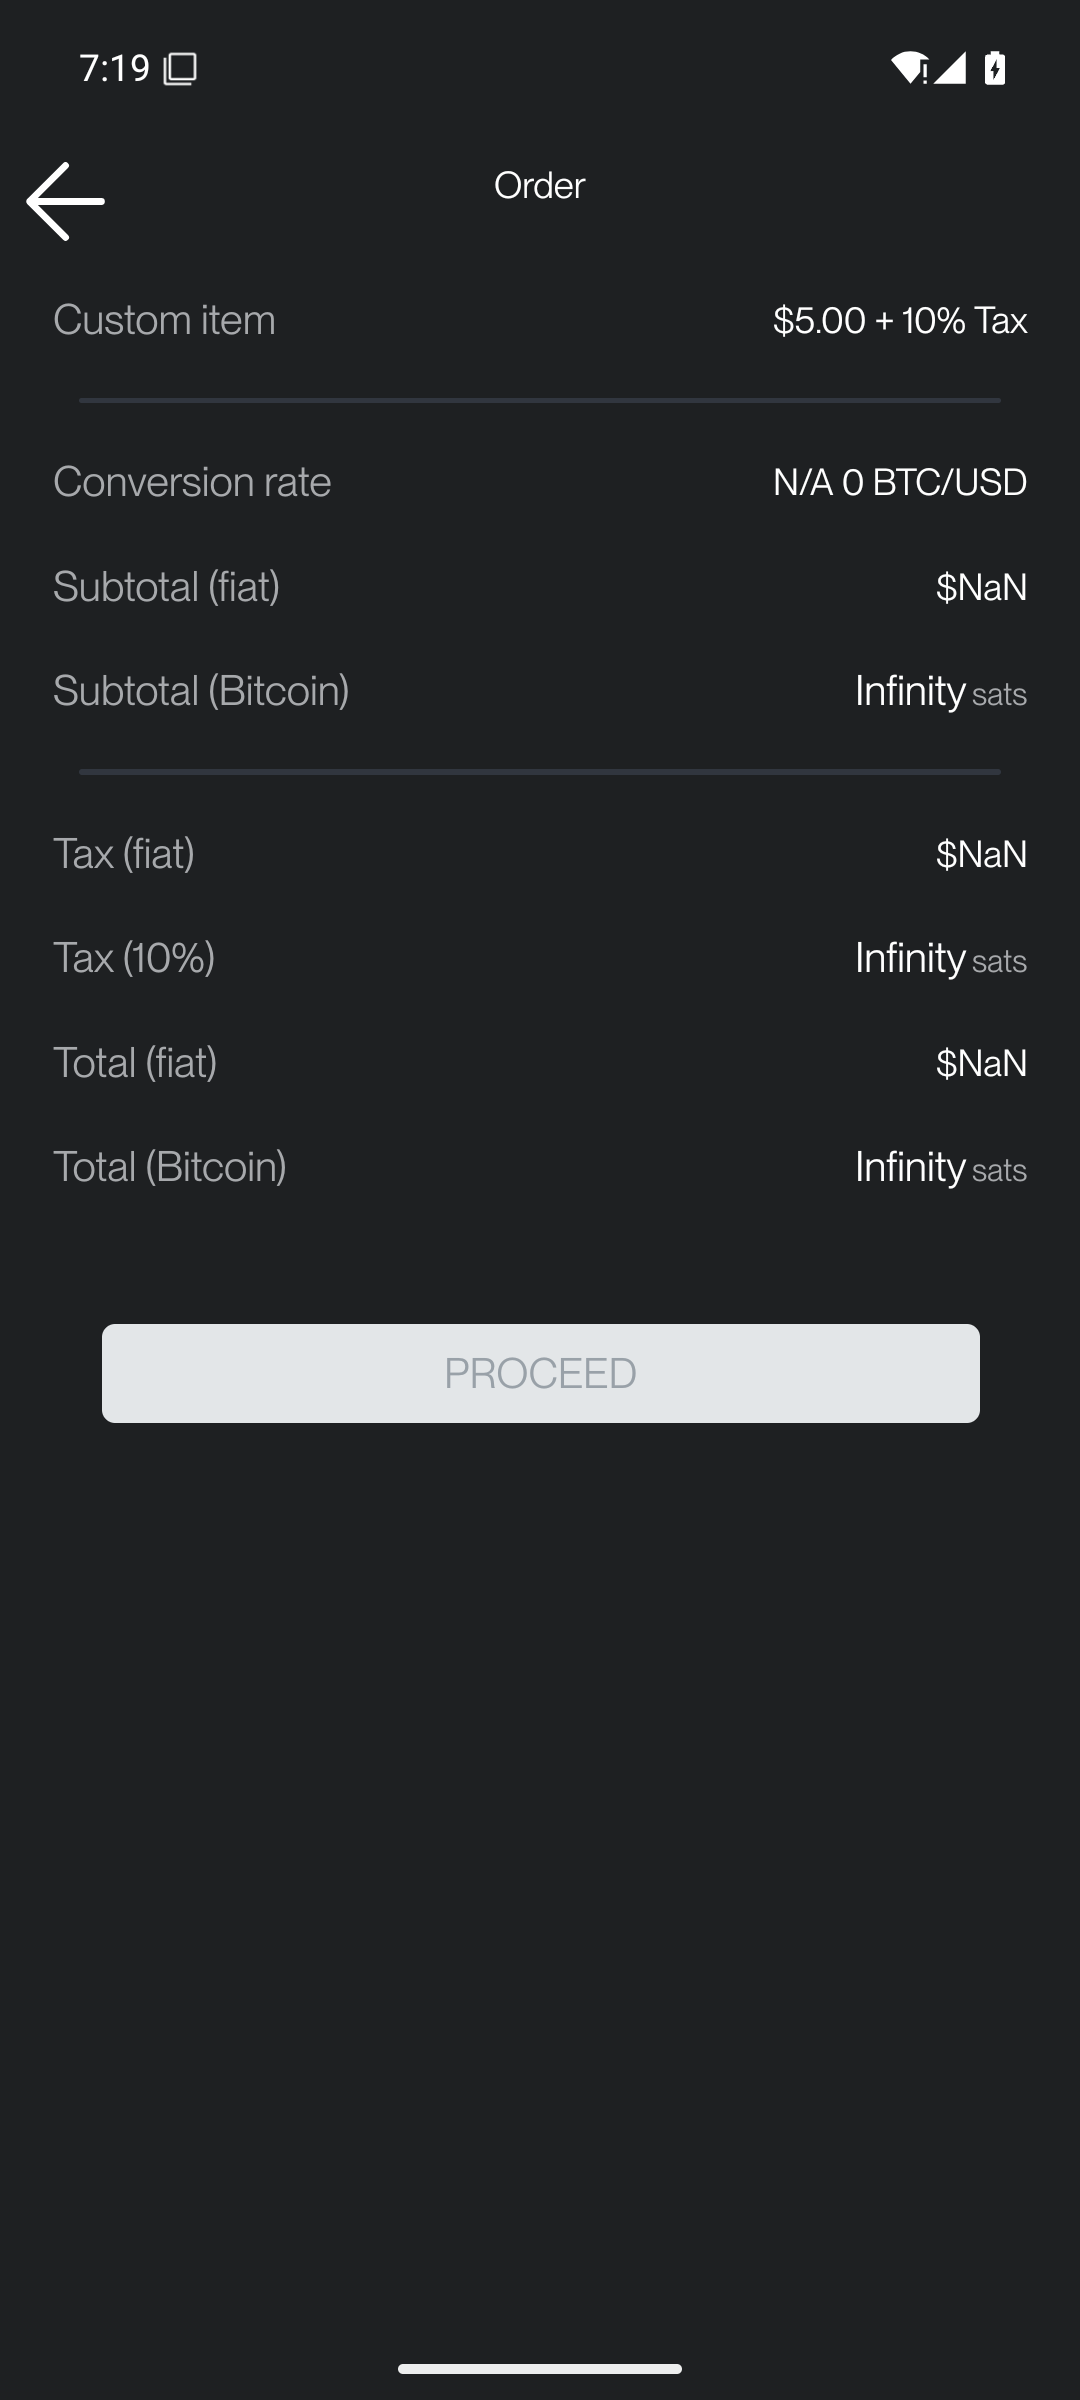 7:19
Order
Custom item $5.00 + 10% Tax
Conversion rate N/A 0 BTC/USD
Subtotal (fiat) $NaN
Subtotal (Bitcoin) Infinity sats
Tax (fiat) $NaN
Tax (10%) Infinity sats
Total (fiat) $NaN
Total (Bitcoin) Infinity sats
PROCEED